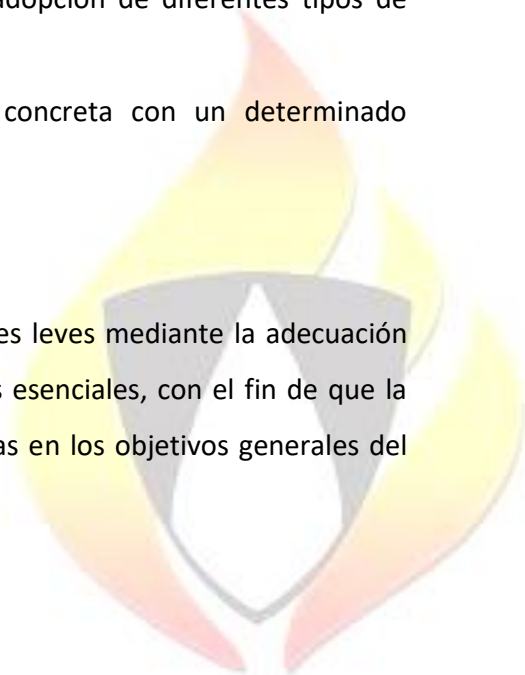 adopción de diferentes tipos de
concreta con un determinado
es leves mediante la adecuación
s esenciales, con el fin de que la
as en los objetivos generales del